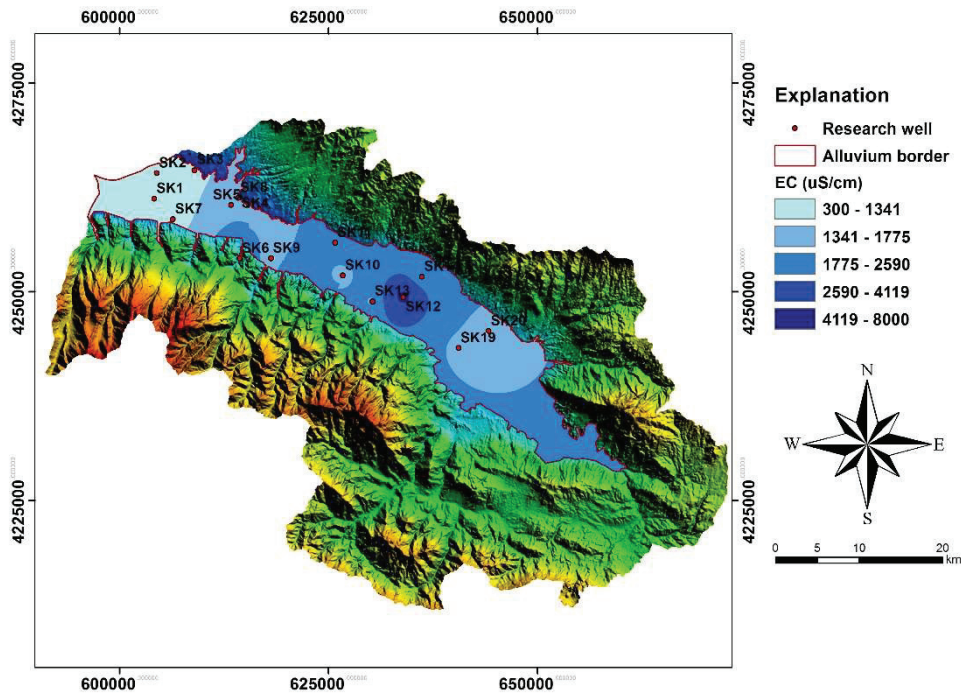 600000 625000 650000
4275000
4275000
4250000
4250000
4225000
4225000
SK2
SK3
SK1
SK5
SK4
SK7
SK6
SK9
SK10
SK13
SK12
SK20
SK19
Explanation
Research well
Alluvium border
EC (uS/cm)
300 - 1341
1341 - 1775
1775 - 2590
2590 - 4119
4119 - 8000
N
W E
S
0 5 10 20
km
600000 625000 650000